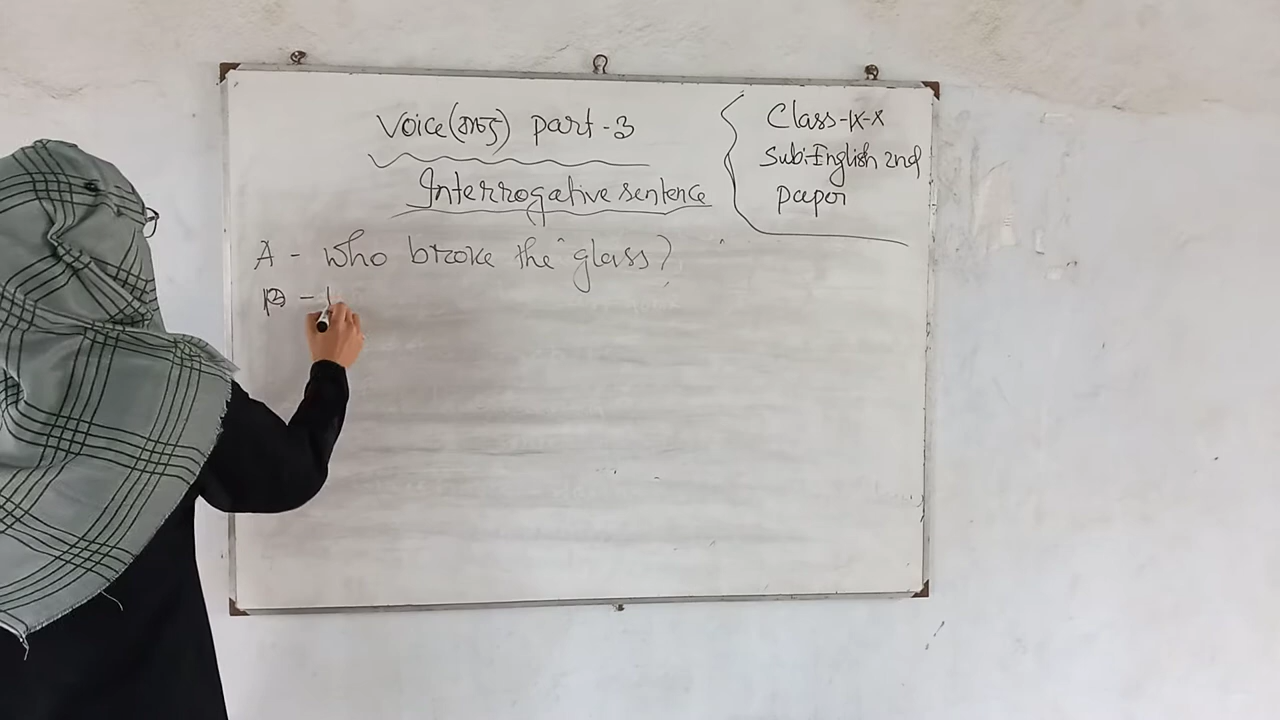 Voice (বাচ্য) part-3
Interrogative sentence
Class-IX-X
Sub:-English 2nd
paper
A - Who broke the glass?
P -